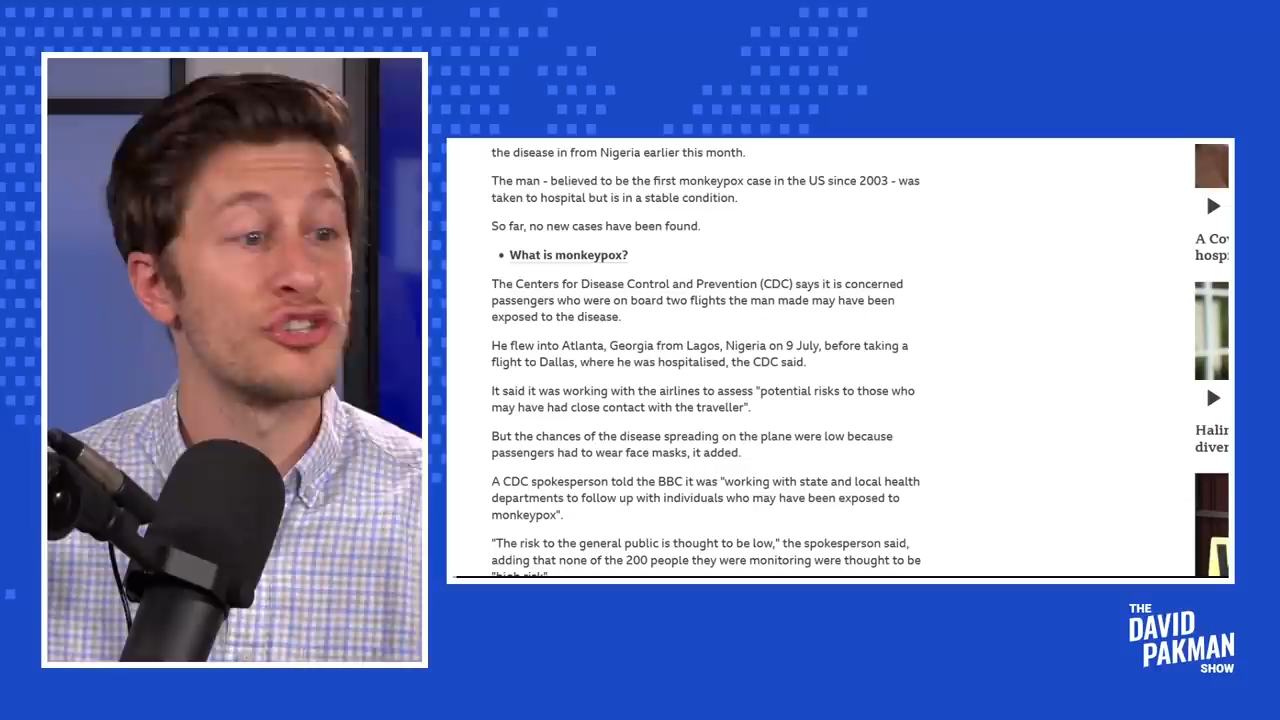 the disease in from Nigeria earlier this month.
The man - believed to be the first monkeypox case in the US since 2003 - was
taken to hospital but is in a stable condition.
So far, no new cases have been found.
• What is monkeypox?
The Centers for Disease Control and Prevention (CDC) says it is concerned
passengers who were on board two flights the man made may have been
exposed to the disease.
He flew into Atlanta, Georgia from Lagos, Nigeria on 9 July, before taking a
flight to Dallas, where he was hospitalised, the CDC said.
It said it was working with the airlines to assess "potential risks to those who
may have had close contact with the traveller".
But the chances of the disease spreading on the plane were low because
passengers had to wear face masks, it added.
A CDC spokesperson told the BBC it was "working with state and local health
departments to follow up with individuals who may have been exposed to
monkeypox".
"The risk to the general public is thought to be low," the spokesperson said,
adding that none of the 200 people they were monitoring were thought to be
"high risk".
A Cov
hosp
Halin
diver
THE
DAVID
PAKMAN
SHOW